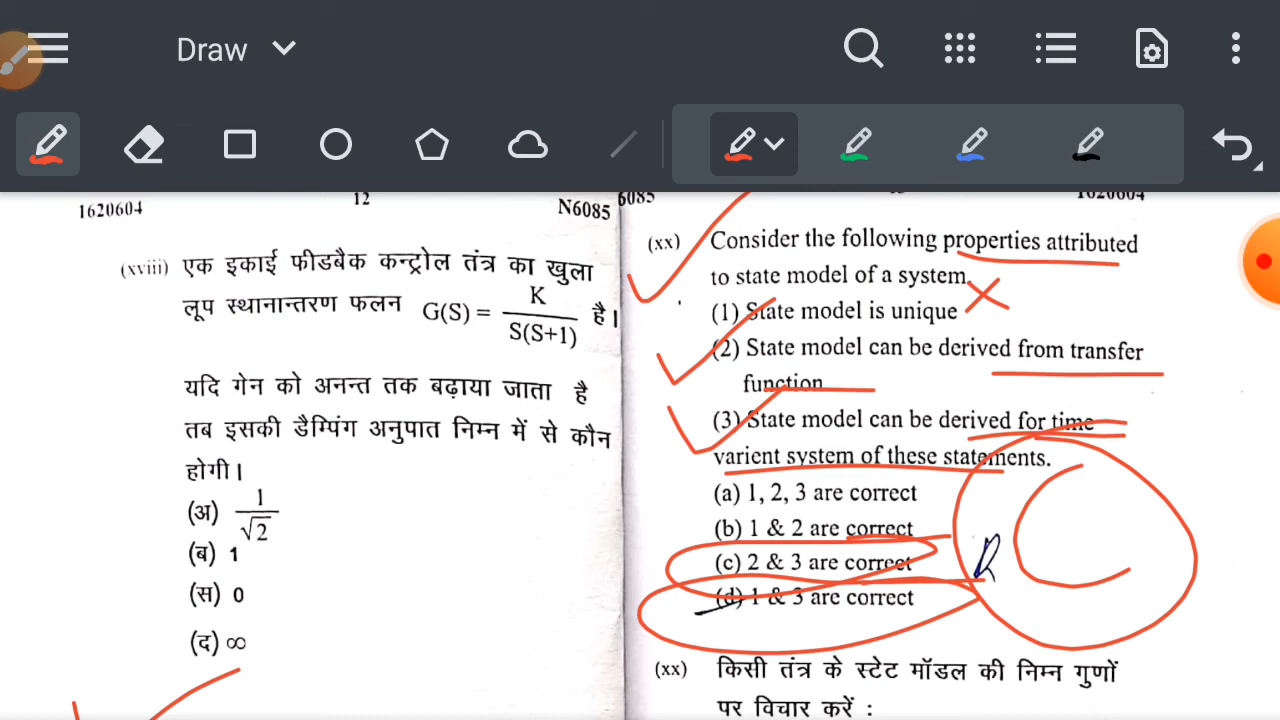 Draw
1620604
12
N6085
(xviii) एक इकाई फीडबैक कन्ट्रोल तंत्र का खुला
लूप स्थानान्तरण फलन G(S) = K / S(S+1) है।
यदि गेन को अनन्त तक बढ़ाया जाता है
तब इसकी डैम्पिंग अनुपात निम्न में से कौन
होगी।
(अ) 1/√2
(ब) 1
(स) 0
(द) ∞
6085
1620604
(xx) Consider the following properties attributed
to state model of a system.
(1) State model is unique
(2) State model can be derived from transfer
function
(3) State model can be derived for time
varient system of these statements.
(a) 1, 2, 3 are correct
(b) 1 & 2 are correct
(c) 2 & 3 are correct
(d) 1 & 3 are correct
(xx) किसी तंत्र के स्टेट मॉडल की निम्न गुणों
पर विचार करें :